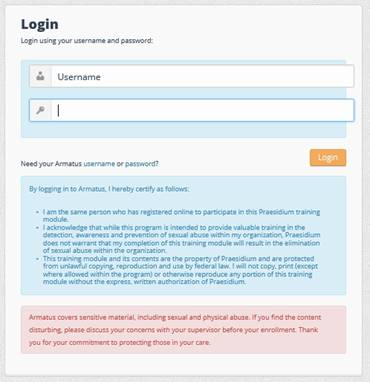 Login
Login using your username and password:
Username
Need your Armatus username or password?
Login
By logging in to Armatus, I hereby certify as follows:
• I am the same person who has registered online to participate in this Praesidium training
module.
• I acknowledge that while this program is intended to provide valuable training in the
detection, awareness and prevention of sexual abuse within my organization, Praesidium
does not warrant that my completion of this training module will result in the elimination
of sexual abuse within the organization.
• This training module and its contents are the property of Praesidium and are protected
from unlawful copying, reproduction and use by federal law. I will not copy, print (except
where allowed within the program) or otherwise reproduce any portion of this training
module without the express, written authorization of Praesidium.
Armatus covers sensitive material, including sexual and physical abuse. If you find the content
disturbing, please discuss your concerns with your supervisor before your enrollment. Thank
you for your commitment to protecting those in your care.